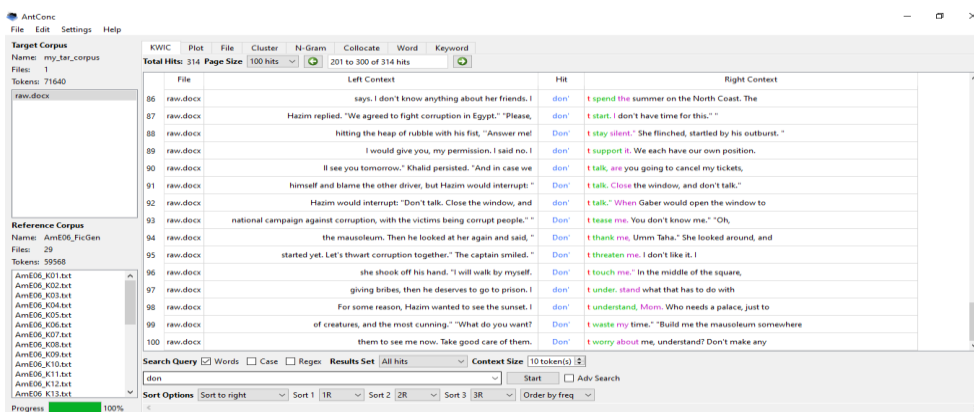 AntConc
File Edit Settings Help
Target Corpus
Name: my_tar_corpus
Files: 1
Tokens: 71640
raw.docx
Reference Corpus
Name: AmE06_FicGen
Files: 29
Tokens: 59568
AmE06_K01.txt
AmE06_K02.txt
AmE06_K03.txt
AmE06_K04.txt
AmE06_K05.txt
AmE06_K06.txt
AmE06_K07.txt
AmE06_K08.txt
AmE06_K09.txt
AmE06_K10.txt
AmE06_K11.txt
AmE06_K12.txt
AmE06_K13.txt
Progress 100%
KWIC Plot File Cluster N-Gram Collocate Word Keyword
Total Hits: 314 Page Size 100 hits 201 to 300 of 314 hits
File Left Context Hit Right Context
86 raw.docx says. I don't know anything about her friends. I don' t spend the summer on the North Coast. The
87 raw.docx Hazim replied. "We agreed to fight corruption in Egypt." "Please, don' t start. I don't have time for this." "
88 raw.docx hitting the heap of rubble with his fist, "Answer me! Don' t stay silent." She flinched, startled by his outburst. "
89 raw.docx I would give you, my permission. I said no. I don' t support it. We each have our own position.
90 raw.docx ll see you tomorrow." Khalid persisted. "And in case we don' t talk, are you going to cancel my tickets,
91 raw.docx himself and blame the other driver, but Hazim would interrupt: " Don' t talk. Close the window, and don't talk."
92 raw.docx Hazim would interrupt: "Don't talk. Close the window, and don' t talk." When Gaber would open the window to
93 raw.docx national campaign against corruption, with the victims being corrupt people." " Don' t tease me. You don't know me." "Oh,
94 raw.docx the mausoleum. Then he looked at her again and said, " Don' t thank me, Umm Taha." She looked around, and
95 raw.docx started yet. Let's thwart corruption together." The captain smiled. " Don' t threaten me. I don't like it. I
96 raw.docx she shook off his hand. "I will walk by myself. Don' t touch me." In the middle of the square,
97 raw.docx giving bribes, then he deserves to go to prison. I don' t under. stand what that has to do with
98 raw.docx For some reason, Hazim wanted to see the sunset. I don' t understand, Mom. Who needs a palace, just to
99 raw.docx of creatures, and the most cunning." "What do you want? Don' t waste my time." "Build me the mausoleum somewhere
100 raw.docx them to see me now. Take good care of them. Don' t worry about me, understand? Don't make any
Search Query Words Case Regex Results Set All hits Context Size 10 token(s)
don Start Adv Search
Sort Options Sort to right Sort 1 1R Sort 2 2R Sort 3 3R Order by freq